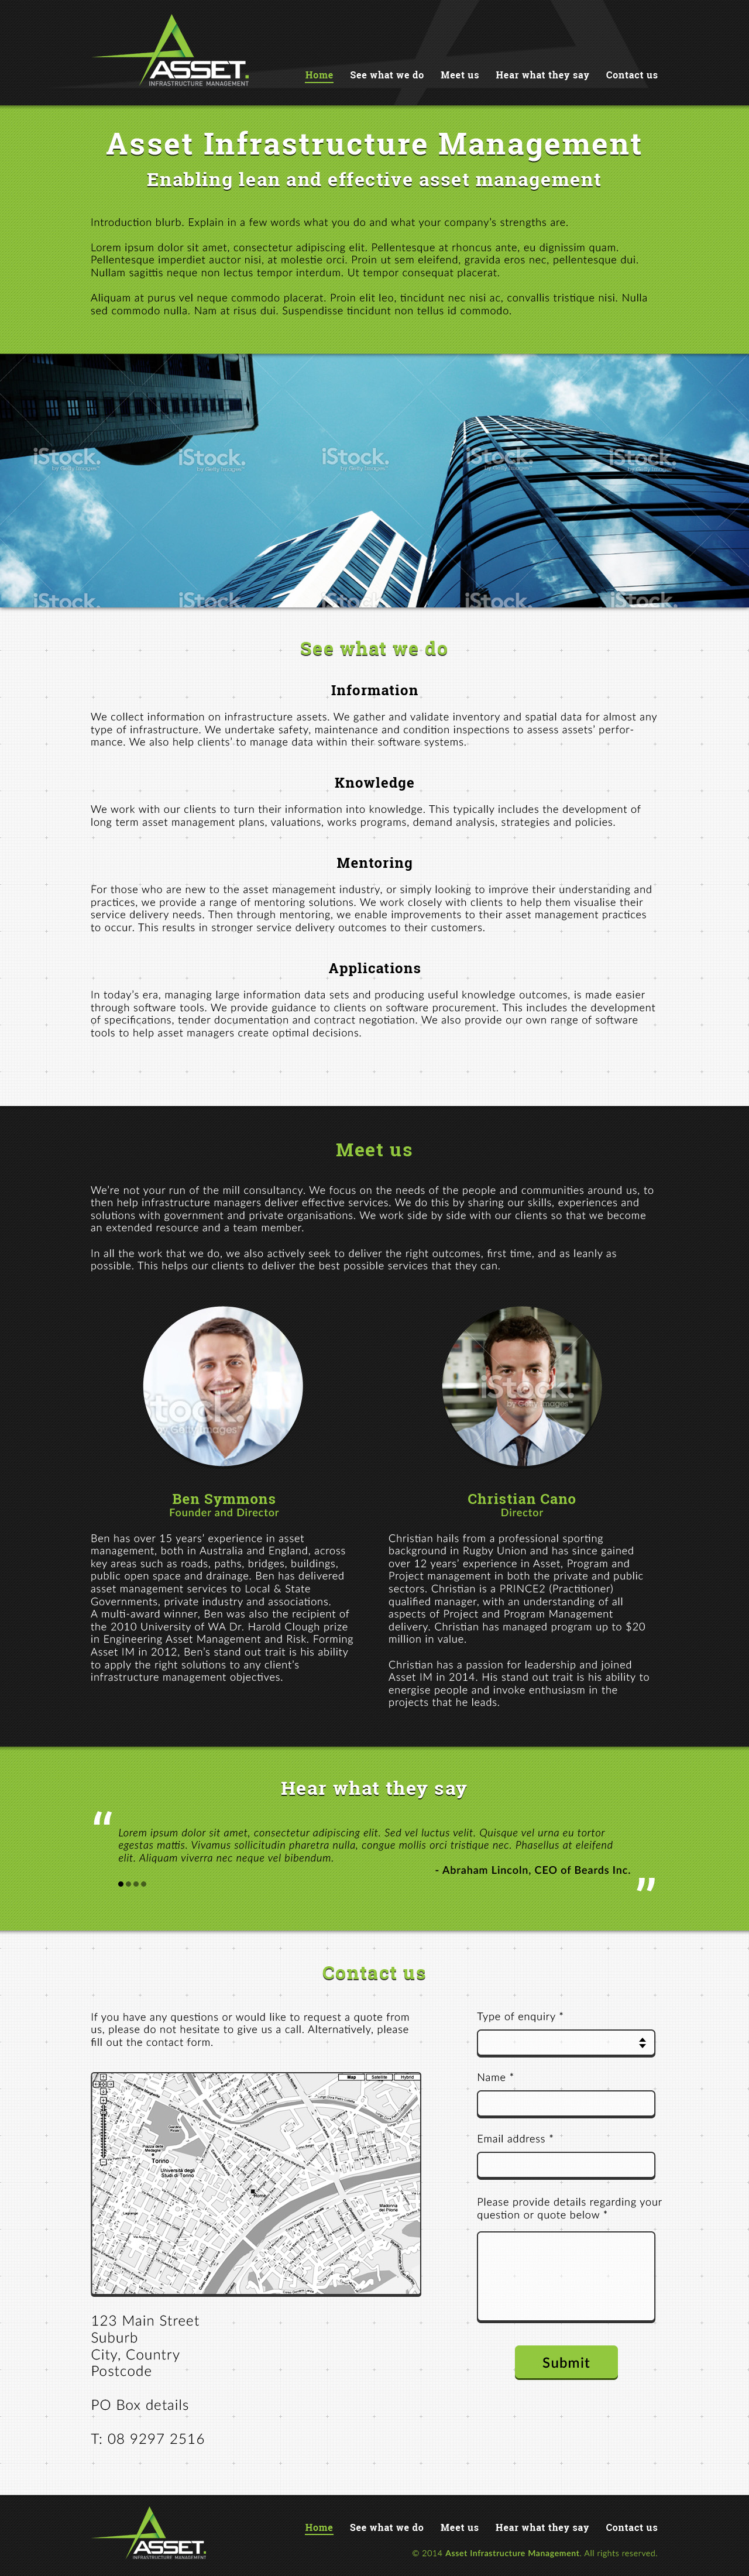 ASSET.
INFRASTRUCTURE MANAGEMENT
Home See what we do Meet us Hear what they say Contact us
Asset Infrastructure Management
Enabling lean and effective asset management
Introduction blurb. Explain in a few words what you do and what your company's strengths are.
Lorem ipsum dolor sit amet, consectetur adipiscing elit. Pellentesque at rhoncus ante, eu dignissim quam.
Pellentesque imperdiet auctor nisi, at molestie orci. Proin ut sem eleifend, gravida eros nec, pellentesque dui.
Nullam sagittis neque non lectus tempor interdum. Ut tempor consequat placerat.
Aliquam at purus vel neque commodo placerat. Proin elit leo, tincidunt nec nisi ac, convallis tristique nisi. Nulla
sed commodo nulla. Nam at risus dui. Suspendisse tincidunt non tellus id commodo.
iStock. iStock. iStock. iStock. iStock.
by Getty Images by Getty Images by Getty Images by Getty Images by Getty Images
iStock. iStock. iStock. iStock. iStock.
See what we do
Information
We collect information on infrastructure assets. We gather and validate inventory and spatial data for almost any
type of infrastructure. We undertake safety, maintenance and condition inspections to assess assets' perfor-
mance. We also help clients' to manage data within their software systems.
Knowledge
We work with our clients to turn their information into knowledge. This typically includes the development of
long term asset management plans, valuations, works programs, demand analysis, strategies and policies.
Mentoring
For those who are new to the asset management industry, or simply looking to improve their understanding and
practices, we provide a range of mentoring solutions. We work closely with clients to help them visualise their
service delivery needs. Then through mentoring, we enable improvements to their asset management practices
to occur. This results in stronger service delivery outcomes to their customers.
Applications
In today's era, managing large information data sets and producing useful knowledge outcomes, is made easier
through software tools. We provide guidance to clients on software procurement. This includes the development
of specifications, tender documentation and contract negotiation. We also provide our own range of software
tools to help asset managers create optimal decisions.
Meet us
We're not your run of the mill consultancy. We focus on the needs of the people and communities around us, to
then help infrastructure managers deliver effective services. We do this by sharing our skills, experiences and
solutions with government and private organisations. We work side by side with our clients so that we become
an extended resource and a team member.
In all the work that we do, we also actively seek to deliver the right outcomes, first time, and as leanly as
possible. This helps our clients to deliver the best possible services that they can.
iStock.
by Getty Images
iStock.
by Getty Images
Ben Symmons
Founder and Director
Ben has over 15 years' experience in asset
management, both in Australia and England, across
key areas such as roads, paths, bridges, buildings,
public open space and drainage. Ben has delivered
asset management services to Local & State
Governments, private industry and associations.
A multi-award winner, Ben was also the recipient of
the 2010 University of WA Dr. Harold Clough prize
in Engineering Asset Management and Risk. Forming
Asset IM in 2012, Ben's stand out trait is his ability
to apply the right solutions to any client's
infrastructure management objectives.
Christian Cano
Director
Christian hails from a professional sporting
background in Rugby Union and has since gained
over 12 years' experience in Asset, Program and
Project management in both the private and public
sectors. Christian is a PRINCE2 (Practitioner)
qualified manager, with an understanding of all
aspects of Project and Program Management
delivery. Christian has managed program up to $20
million in value.
Christian has a passion for leadership and joined
Asset IM in 2014. His stand out trait is his ability to
energise people and invoke enthusiasm in the
projects that he leads.
Hear what they say
“
Lorem ipsum dolor sit amet, consectetur adipiscing elit. Sed vel luctus velit. Quisque vel urna eu tortor
egestas mattis. Vivamus sollicitudin pharetra nulla, congue mollis orci tristique nec. Phasellus at eleifend
elit. Aliquam viverra nec neque vel bibendum.
- Abraham Lincoln, CEO of Beards Inc.
”
Contact us
If you have any questions or would like to request a quote from
us, please do not hesitate to give us a call. Alternatively, please
fill out the contact form.
Map Satellite Hybrid
Torino
Università degli
Studi di Torino
123 Main Street
Suburb
City, Country
Postcode
PO Box details
T: 08 9297 2516
Type of enquiry *
Name *
Email address *
Please provide details regarding your
question or quote below *
Submit
ASSET.
INFRASTRUCTURE MANAGEMENT
Home See what we do Meet us Hear what they say Contact us
© 2014 Asset Infrastructure Management. All rights reserved.